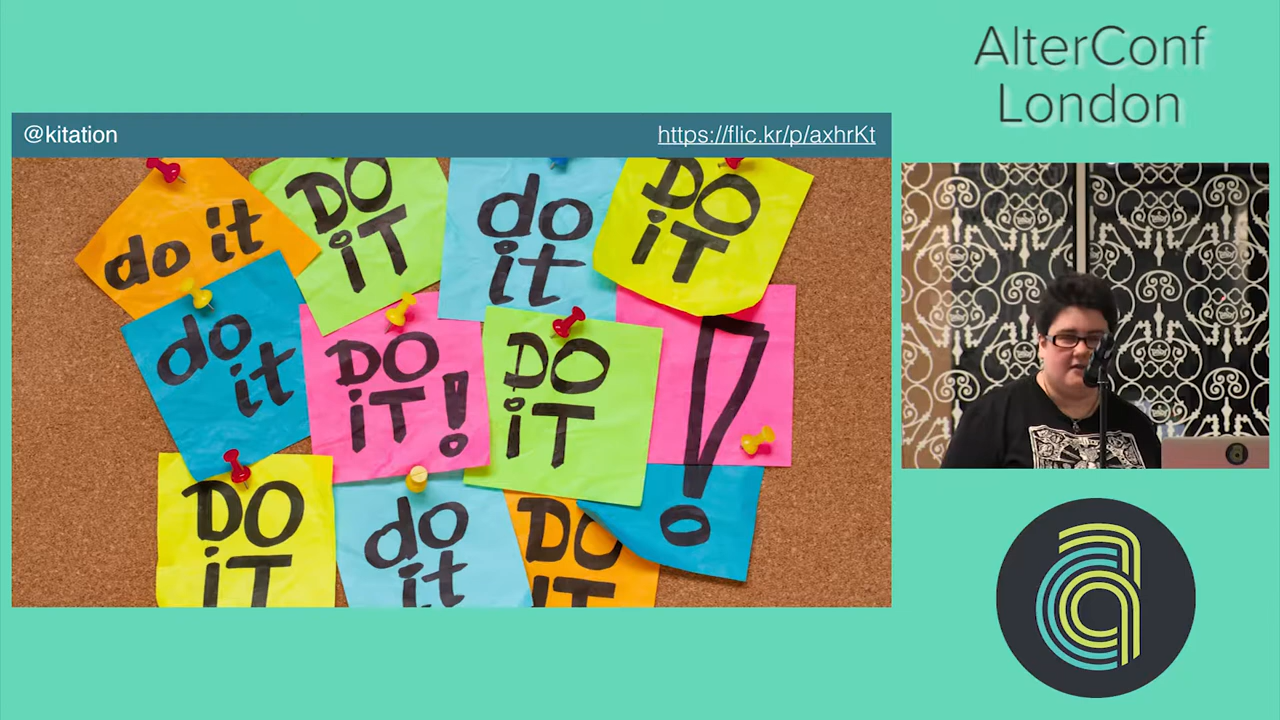 AlterConf
London
@kitation
https://flic.kr/p/axhrKt
do it
DO
iT
do
it
DO
iT
do
it
DO
iT!
DO
iT
!
DO
iT
do
it
DO
iT